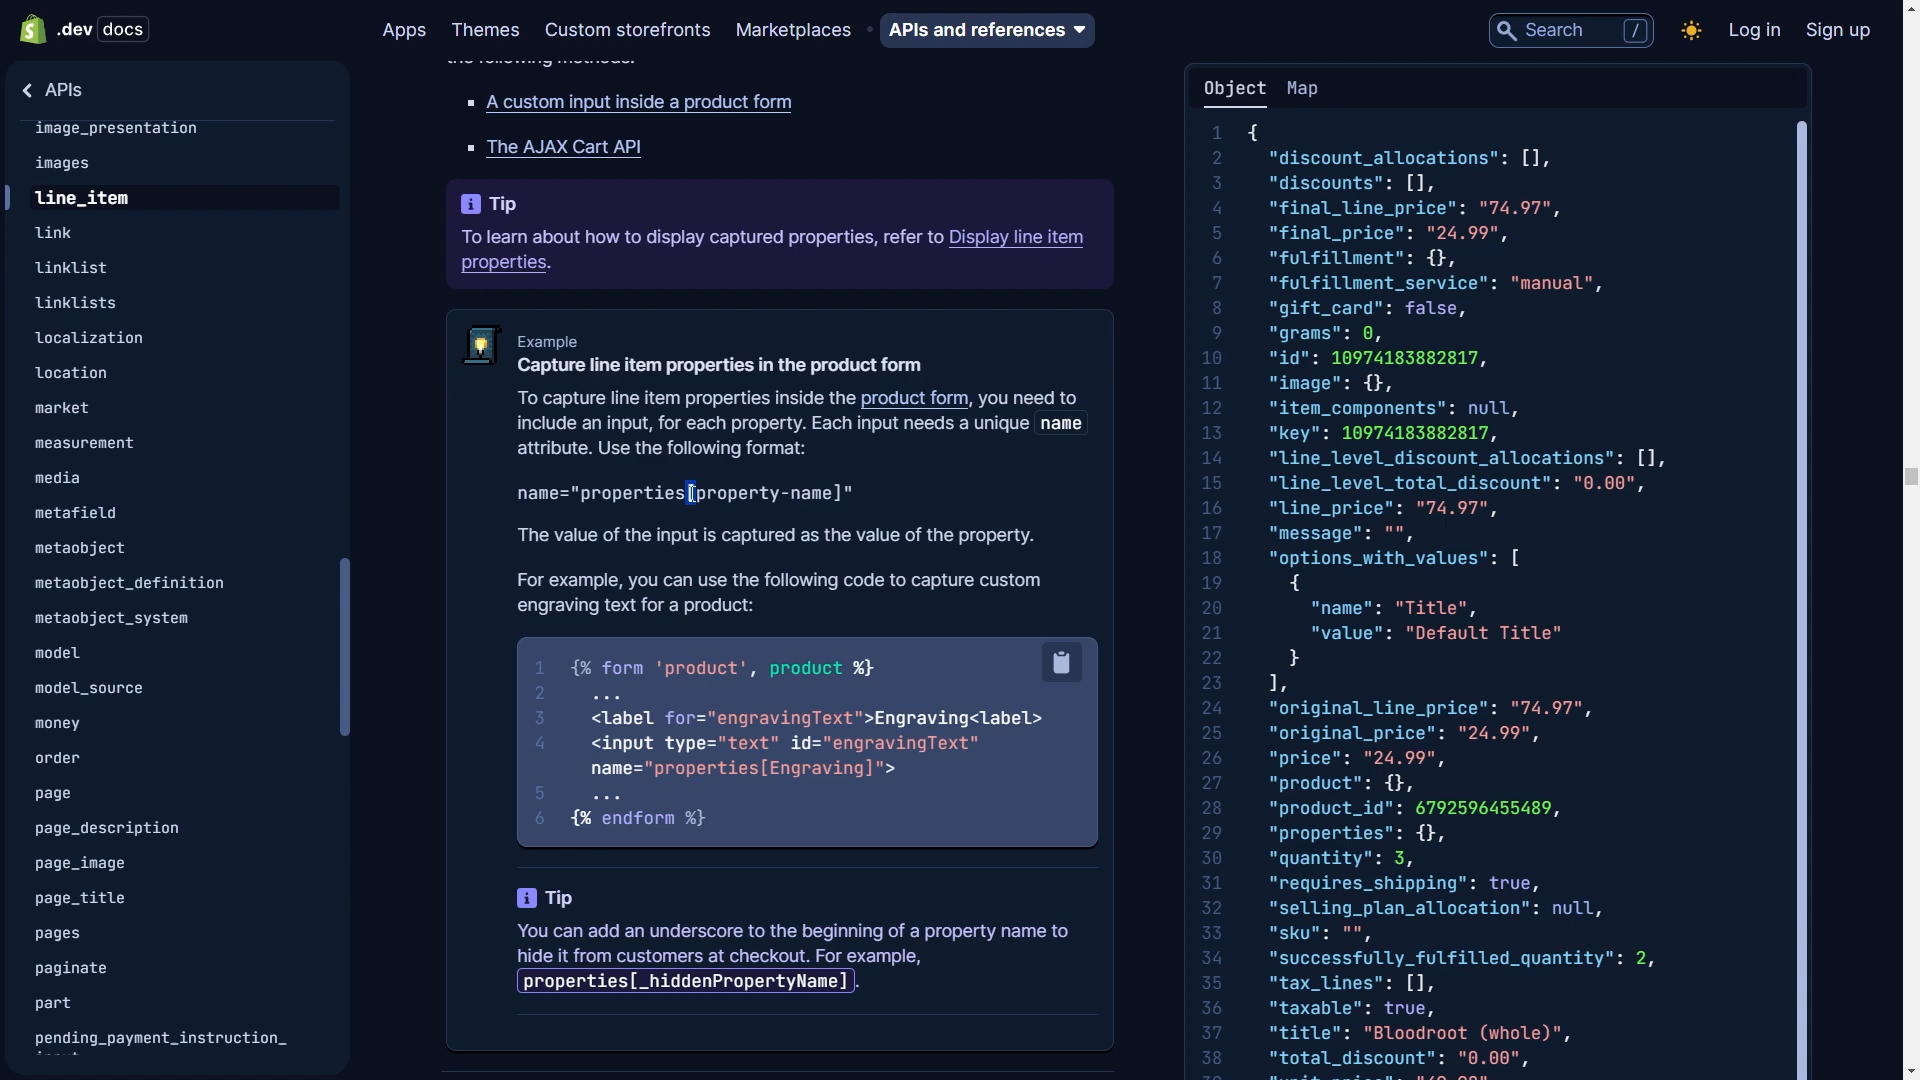 .dev docs
Apps
Themes
Custom storefronts
Marketplaces
APIs and references
Search
/
Log in
Sign up
APIs
image_presentation
images
line_item
link
linklist
linklists
localization
location
market
measurement
media
metafield
metaobject
metaobject_definition
metaobject_system
model
model_source
money
order
page
page_description
page_image
page_title
pages
paginate
part
pending_payment_instruction_
the following methods:
A custom input inside a product form
The AJAX Cart API
Tip
To learn about how to display captured properties, refer to Display line item
properties.
Example
Capture line item properties in the product form
To capture line item properties inside the product form, you need to
include an input, for each property. Each input needs a unique name
attribute. Use the following format:
name="properties[property-name]"
The value of the input is captured as the value of the property.
For example, you can use the following code to capture custom
engraving text for a product:
1 {% form 'product', product %}
2 ...
3 <label for="engravingText">Engraving<label>
4 <input type="text" id="engravingText"
name="properties[Engraving]">
5 ...
6 {% endform %}
Tip
You can add an underscore to the beginning of a property name to
hide it from customers at checkout. For example,
properties[_hiddenPropertyName].
Object
Map
1 {
2 "discount_allocations": [],
3 "discounts": [],
4 "final_line_price": "74.97",
5 "final_price": "24.99",
6 "fulfillment": {},
7 "fulfillment_service": "manual",
8 "gift_card": false,
9 "grams": 0,
10 "id": 10974183882817,
11 "image": {},
12 "item_components": null,
13 "key": 10974183882817,
14 "line_level_discount_allocations": [],
15 "line_level_total_discount": "0.00",
16 "line_price": "74.97",
17 "message": "",
18 "options_with_values": [
19 {
20 "name": "Title",
21 "value": "Default Title"
22 }
23 ],
24 "original_line_price": "74.97",
25 "original_price": "24.99",
26 "price": "24.99",
27 "product": {},
28 "product_id": 6792596455489,
29 "properties": {},
30 "quantity": 3,
31 "requires_shipping": true,
32 "selling_plan_allocation": null,
33 "sku": "",
34 "successfully_fulfilled_quantity": 2,
35 "tax_lines": [],
36 "taxable": true,
37 "title": "Bloodroot (whole)",
38 "total_discount": "0.00",